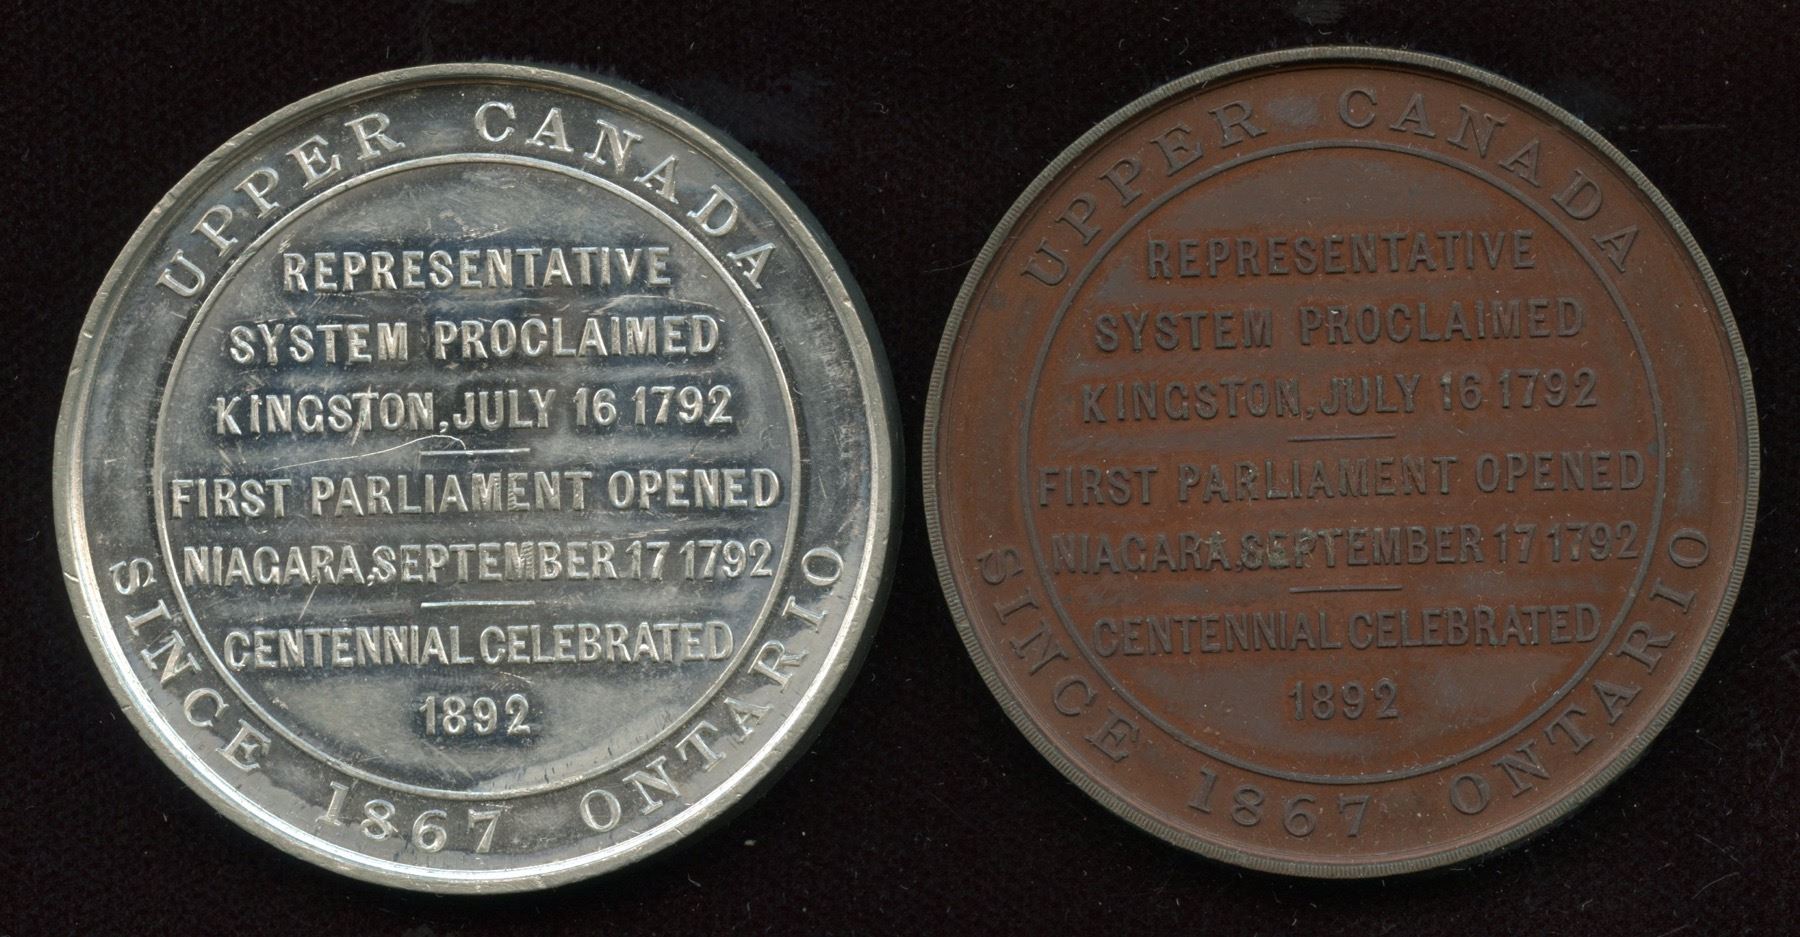 UPPER CANADA
REPRESENTATIVE
SYSTEM PROCLAIMED
KINGSTON, JULY 16 1792
FIRST PARLIAMENT OPENED
NIAGARA, SEPTEMBER 17 1792
CENTENNIAL CELEBRATED
1892
SINCE 1867 ONTARIO
UPPER CANADA
REPRESENTATIVE
SYSTEM PROCLAIMED
KINGSTON, JULY 16 1792
FIRST PARLIAMENT OPENED
NIAGARA, SEPTEMBER 17 1792
CENTENNIAL CELEBRATED
1892
SINCE 1867 ONTARIO